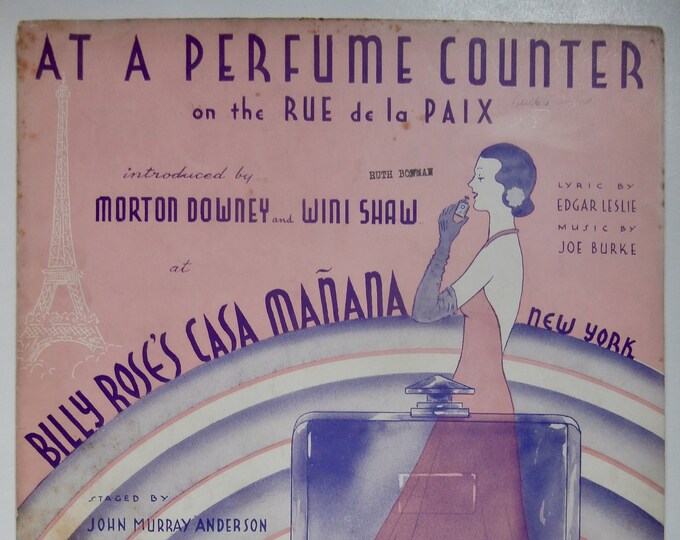 AT A PERFUME COUNTER
on the RUE de la PAIX
introduced by
RUTH BOWMAN
MORTON DOWNEY and WINI SHAW
LYRIC BY
EDGAR LESLIE
MUSIC BY
JOE BURKE
at
BILLY ROSE'S CASA MAÑANA
NEW YORK
STAGED BY
JOHN MURRAY ANDERSON